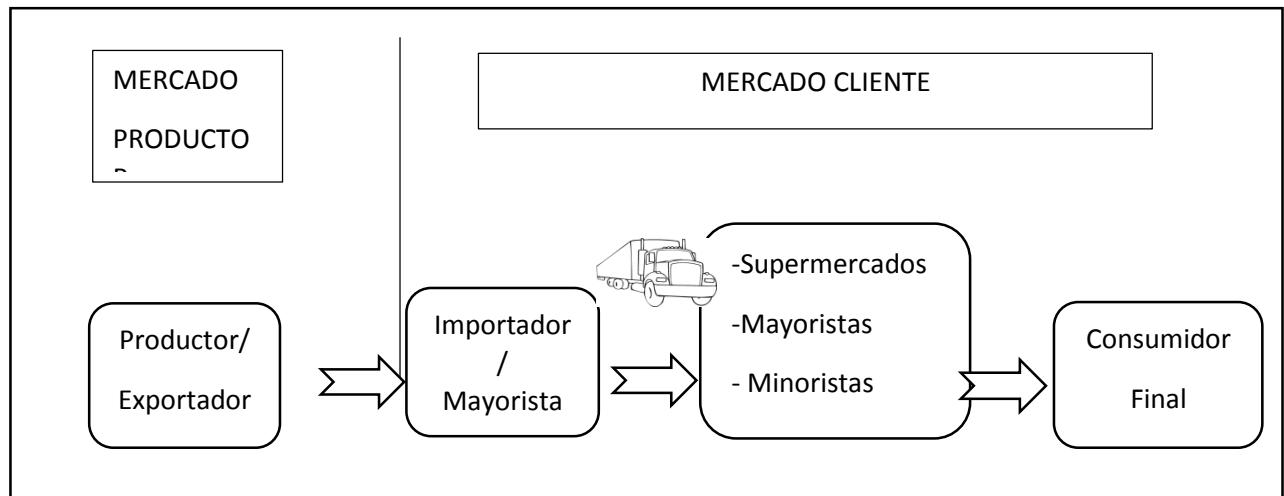 MERCADO
PRODUCTO
MERCADO CLIENTE
Productor/
Exportador
Importador
/
Mayorista
-Supermercados
-Mayoristas
- Minoristas
Consumidor
Final